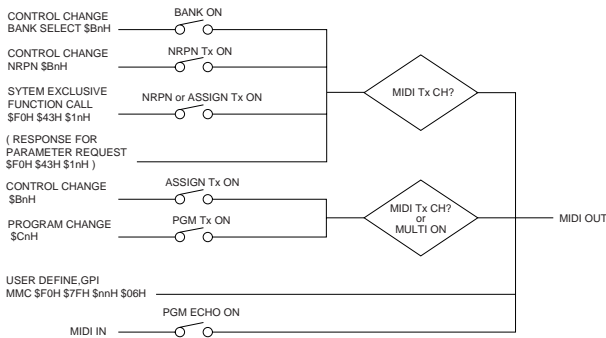 CONTROL CHANGE
BANK SELECT $BnH
BANK ON
CONTROL CHANGE
NRPN $BnH
NRPN Tx ON
SYTEM EXCLUSIVE
FUNCTION CALL
$F0H $43H $1nH
NRPN or ASSIGN Tx ON
( RESPONSE FOR
PARAMETER REQUEST
$F0H $43H $1nH )
MIDI Tx CH?
CONTROL CHANGE
$BnH
ASSIGN Tx ON
PROGRAM CHANGE
$CnH
PGM Tx ON
MIDI Tx CH?
or
MULTI ON
MIDI OUT
USER DEFINE,GPI
MMC $F0H $7FH $nnH $06H
MIDI IN
PGM ECHO ON